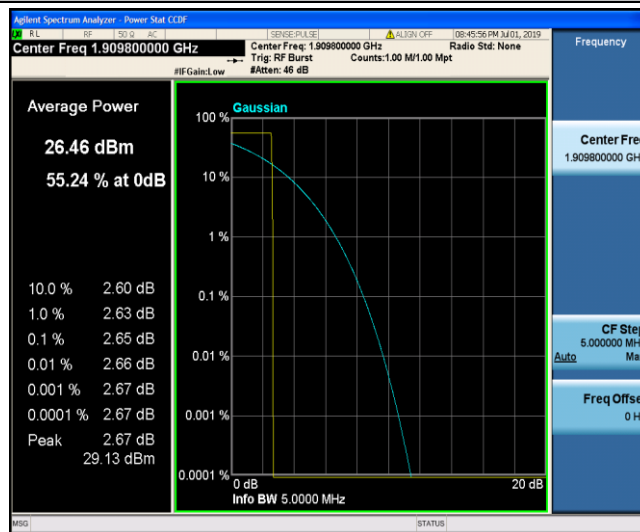 Agilent Spectrum Analyzer - Power Stat CCDF
RL RF 50 Ω AC SENSE:PULSE ALIGN OFF 08:45:56 PM Jul 01, 2019
Center Freq 1.909800000 GHz
Center Freq: 1.909800000 GHz Radio Std: None
Trig: RF Burst Counts:1.00 M/1.00 Mpt
#IFGain:Low #Atten: 46 dB
Frequency
Average Power
26.46 dBm
55.24 % at 0dB
10.0 % 2.60 dB
1.0 % 2.63 dB
0.1 % 2.65 dB
0.01 % 2.66 dB
0.001 % 2.67 dB
0.0001 % 2.67 dB
Peak 2.67 dB
29.13 dBm
Gaussian
100 %
10 %
1 %
0.1 %
0.01 %
0.001 %
0.0001 %
0 dB 20 dB
Info BW 5.0000 MHz
Center Fre
1.909800000 GH
CF Step
5.000000 MH
Auto Ma
Freq Offse
0 H
MSG STATUS